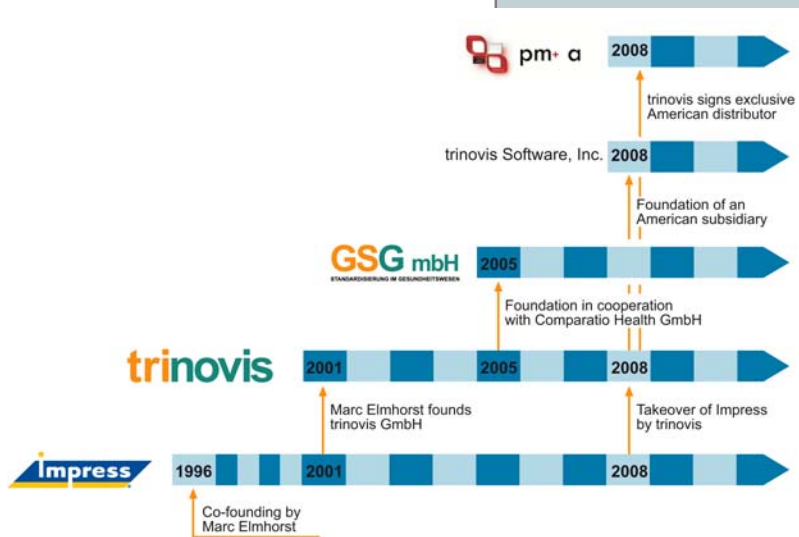 pm+ a
2008
trinovis signs exclusive
American distributor
trinovis Software, Inc.
2008
Foundation of an
American subsidiary
GSG mbH
STANDARDISIERUNG IM GESUNDHEITSWESEN
2005
Foundation in cooperation
with Comparatio Health GmbH
trinovis
2001
2005
2008
Marc Elmhorst founds
trinovis GmbH
Takeover of Impress
by trinovis
Impress
1996
2001
2008
Co-founding by
Marc Elmhorst